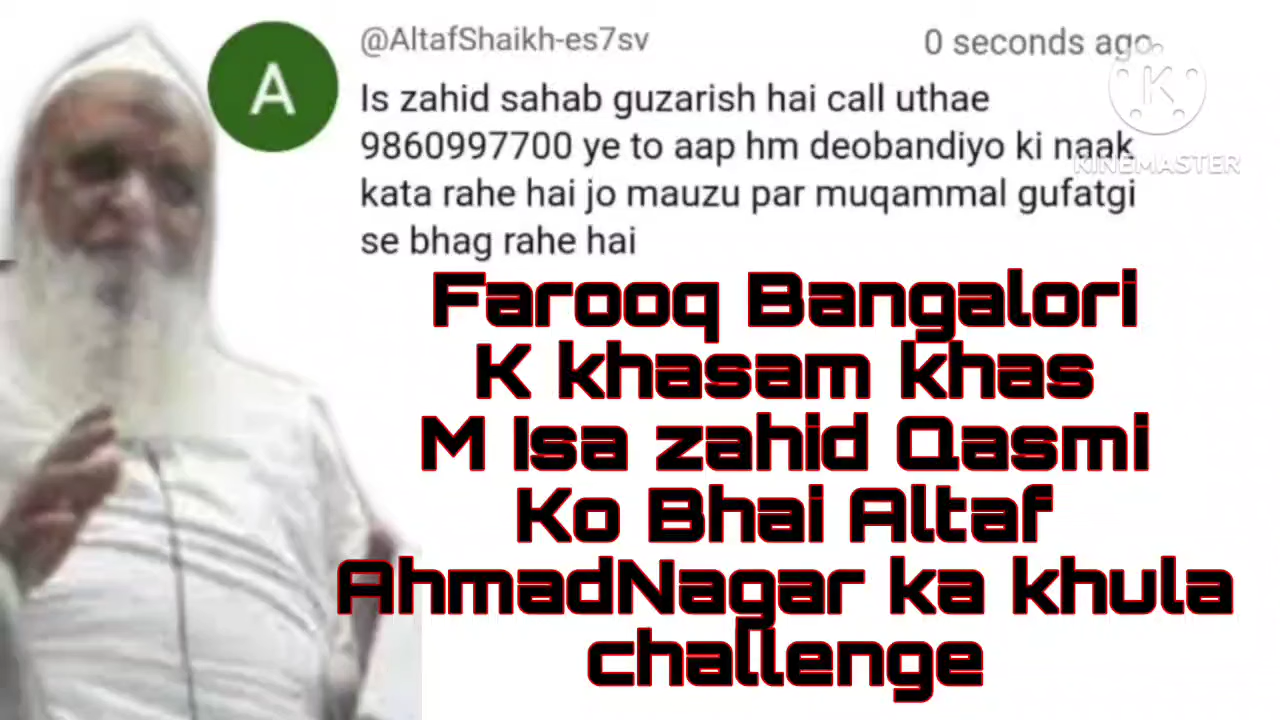 @AltafShaikh-es7sv 0 seconds ago
A
Is zahid sahab guzarish hai call uthae
9860997700 ye to aap hm deobandiyo ki naak
kata rahe hai jo mauzu par muqammal gufatgi
se bhag rahe hai
K
KINEMASTER
Farooq Bangalori
K khasam khas
M Isa zahid Qasmi
Ko Bhai Altaf
AhmadNagar ka khula
challenge